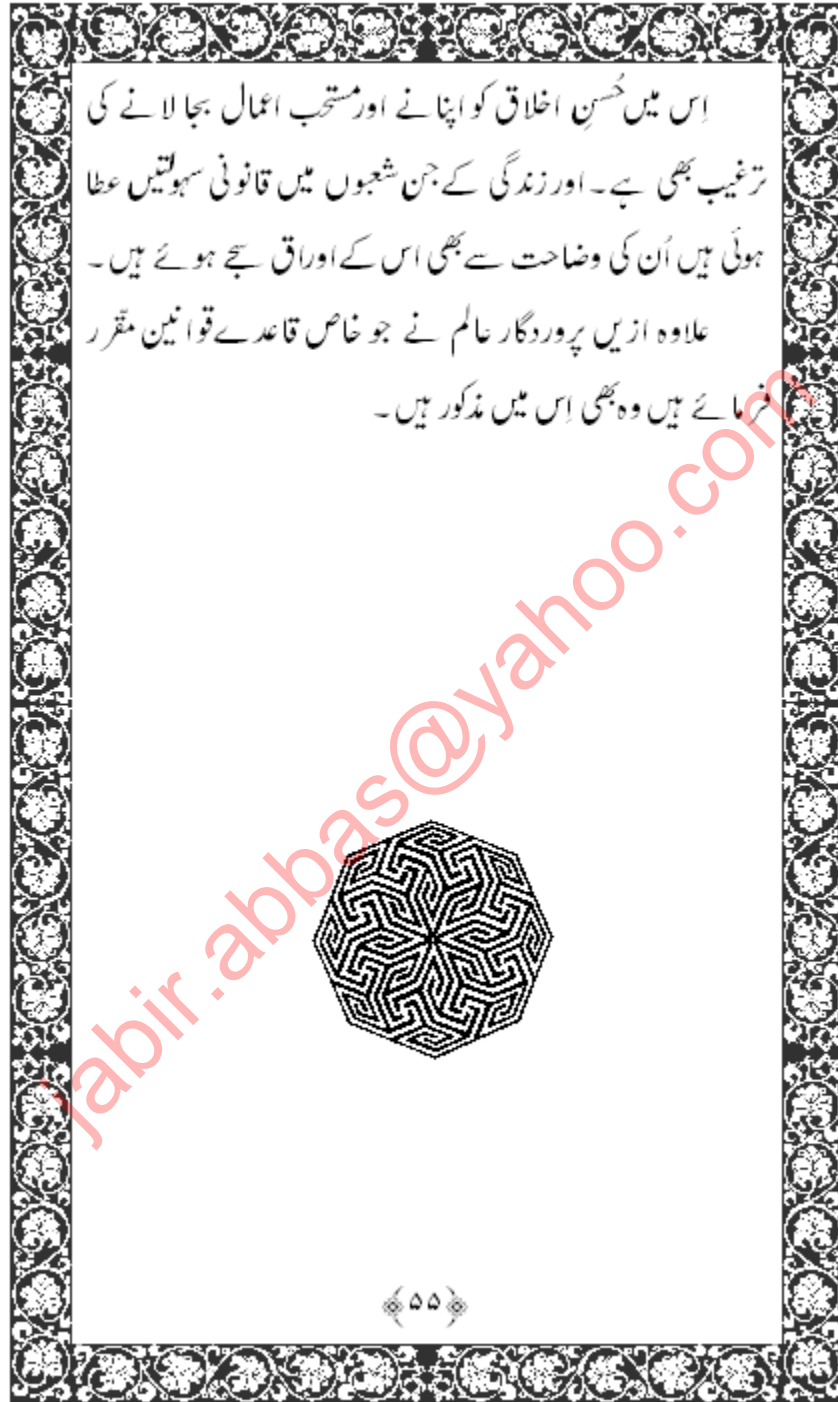 اِس میں حُسنِ اخلاق کو اپنانے اور مستحب اعمال بجا لانے کی
ترغیب بھی ہے۔ اور زندگی کے جن شعبوں میں قانونی سہولتیں عطا
ہوئی ہیں اُن کی وضاحت سے بھی اس کے اوراق سجے ہوئے ہیں۔
علاوہ ازیں پروردگار عالم نے جو خاص قاعدے قوانین مقّرر
فرمائے ہیں وہ بھی اِس میں مذکور ہیں۔
jabir.abbas@yahoo.com
﴿۵۵﴾